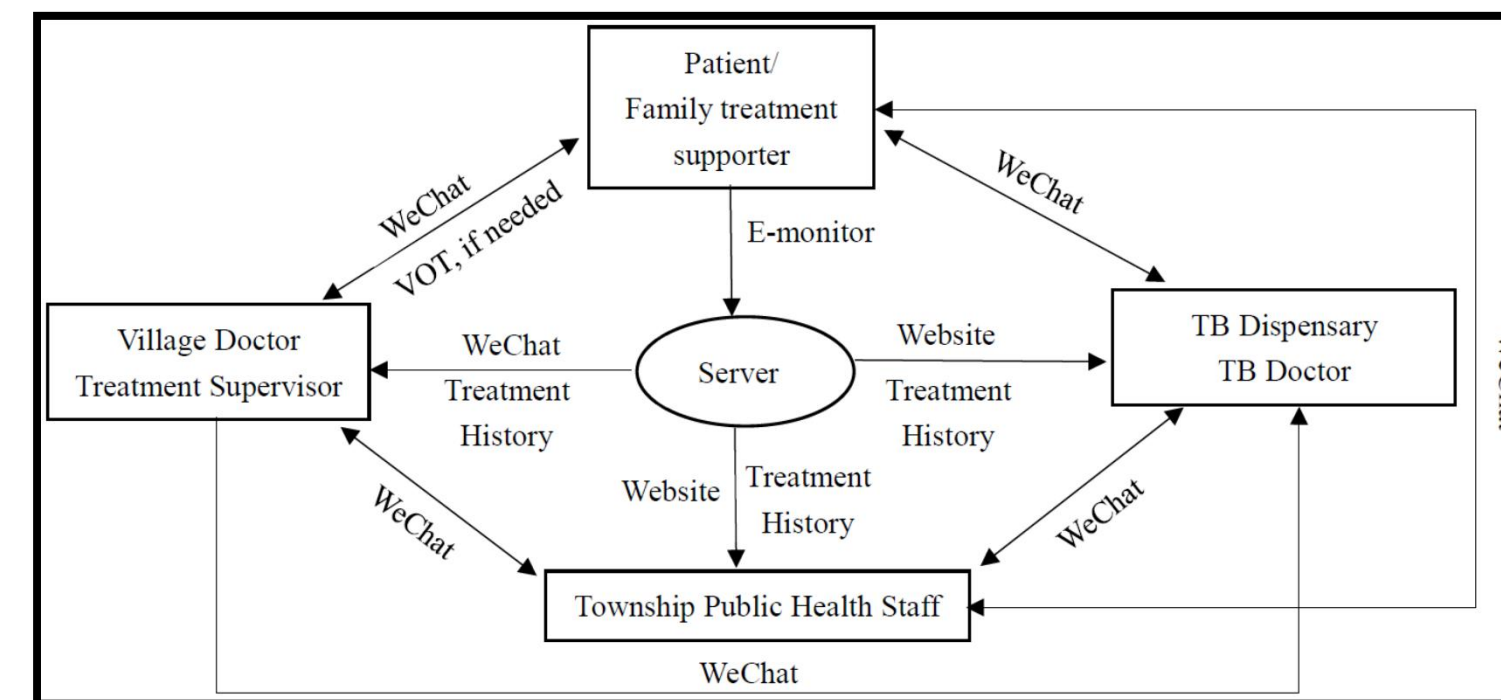 Patient/
Family treatment
supporter
WeChat
VOT, if needed
E-monitor
WeChat
Village Doctor
Treatment Supervisor
WeChat
Treatment
History
Server
Website
Treatment
History
TB Dispensary
TB Doctor
Website
Treatment
History
WeChat
WeChat
Township Public Health Staff
WeChat